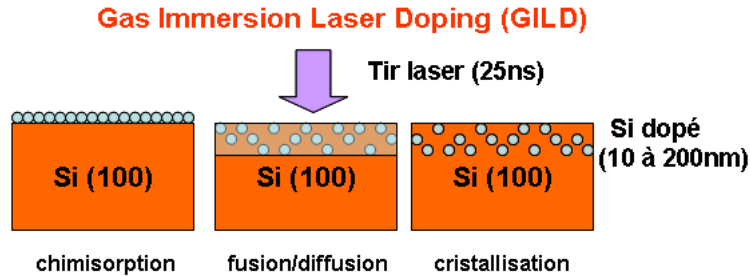 Gas Immersion Laser Doping (GILD)
Tir laser (25ns)
Si (100)
Si (100)
Si (100)
Si dopé
(10 à 200nm)
chimisorption
fusion/diffusion
cristallisation